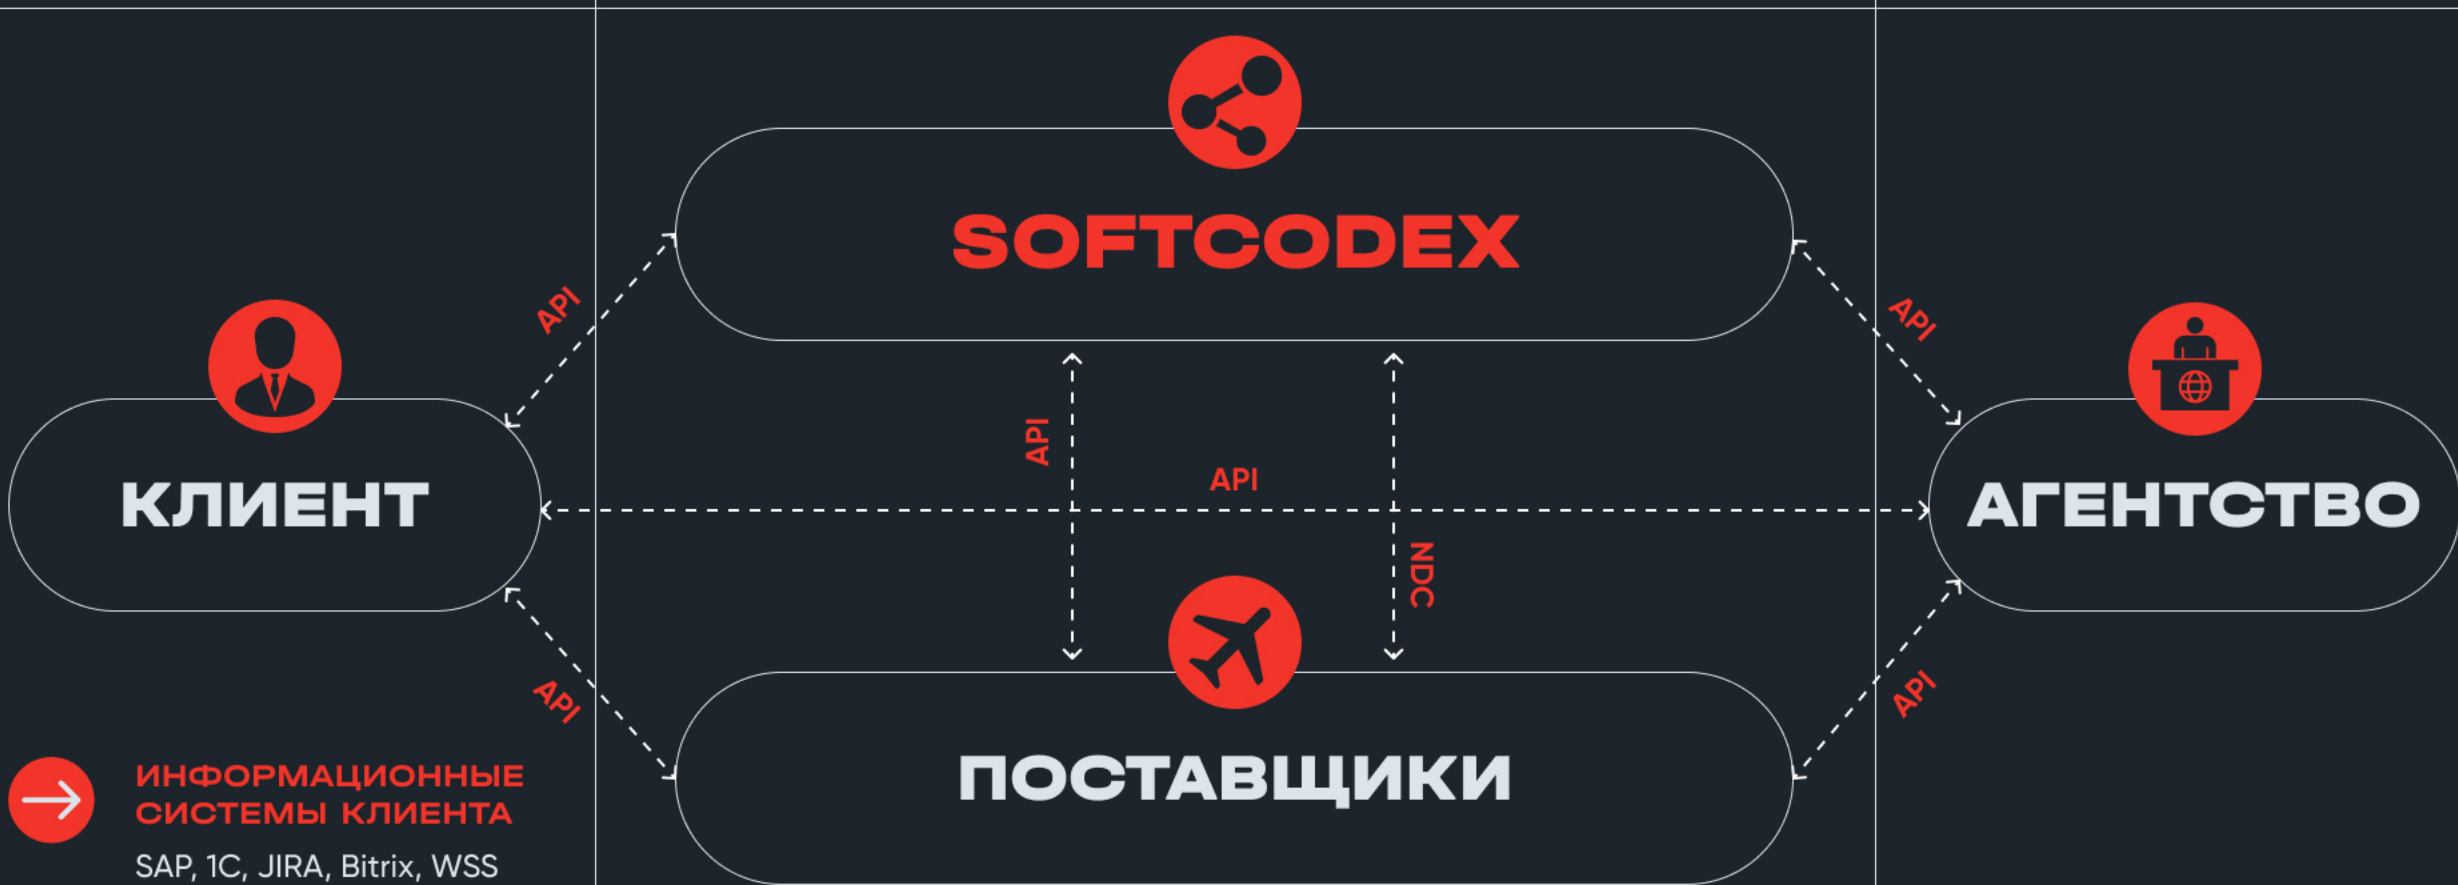 SOFTCODEX
API
API
КЛИЕНТ
API
API
NDC
АГЕНТСТВО
API
API
ПОСТАВЩИКИ
ИНФОРМАЦИОННЫЕ
СИСТЕМЫ КЛИЕНТА
SAP, 1C, JIRA, Bitrix, WSS